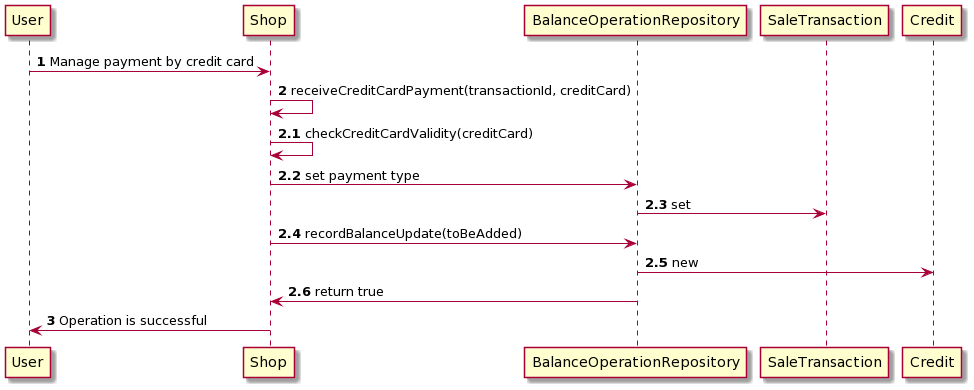 User
Shop
BalanceOperationRepository
SaleTransaction
Credit
1 Manage payment by credit card
2 receiveCreditCardPayment(transactionId, creditCard)
2.1 checkCreditCardValidity(creditCard)
2.2 set payment type
2.3 set
2.4 recordBalanceUpdate(toBeAdded)
2.5 new
2.6 return true
3 Operation is successful
User
Shop
BalanceOperationRepository
SaleTransaction
Credit